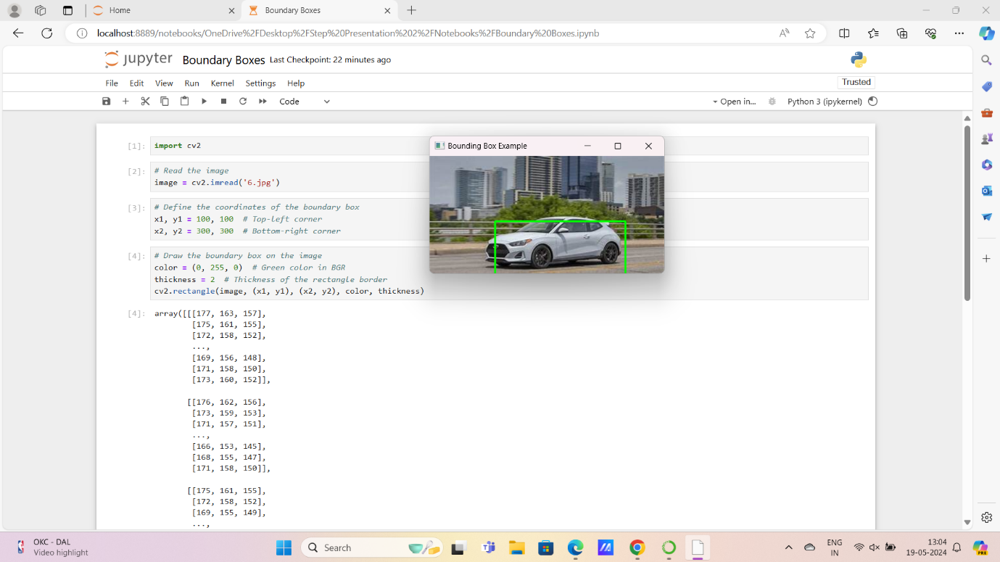 Home
Boundary Boxes
localhost:8889/notebooks/OneDrive%2FDesktop%2FStep%20Presentation%202%2FNotebooks%2FBoundary%20Boxes.ipynb
jupyter Boundary Boxes Last Checkpoint: 22 minutes ago
File Edit View Run Kernel Settings Help
Trusted
Code
Open in...
Python 3 (ipykernel)
[1]: import cv2
Bounding Box Example
[2]: # Read the image
image = cv2.imread('6.jpg')
[3]: # Define the coordinates of the boundary box
x1, y1 = 100, 100 # Top-left corner
x2, y2 = 300, 300 # Bottom-right corner
[4]: # Draw the boundary box on the image
color = (0, 255, 0) # Green color in BGR
thickness = 2 # Thickness of the rectangle border
cv2.rectangle(image, (x1, y1), (x2, y2), color, thickness)
[4]: array([[[177, 163, 157],
[175, 161, 155],
[172, 158, 152],
...,
[169, 156, 148],
[171, 158, 150],
[173, 160, 152]],
[[176, 162, 156],
[173, 159, 153],
[171, 157, 151],
...,
[166, 153, 145],
[168, 155, 147],
[171, 158, 150]],
[[175, 161, 155],
[172, 158, 152],
[169, 155, 149],
...,
OKC - DAL
Video highlight
Search
ENG
IN
13:04
19-05-2024
PRE